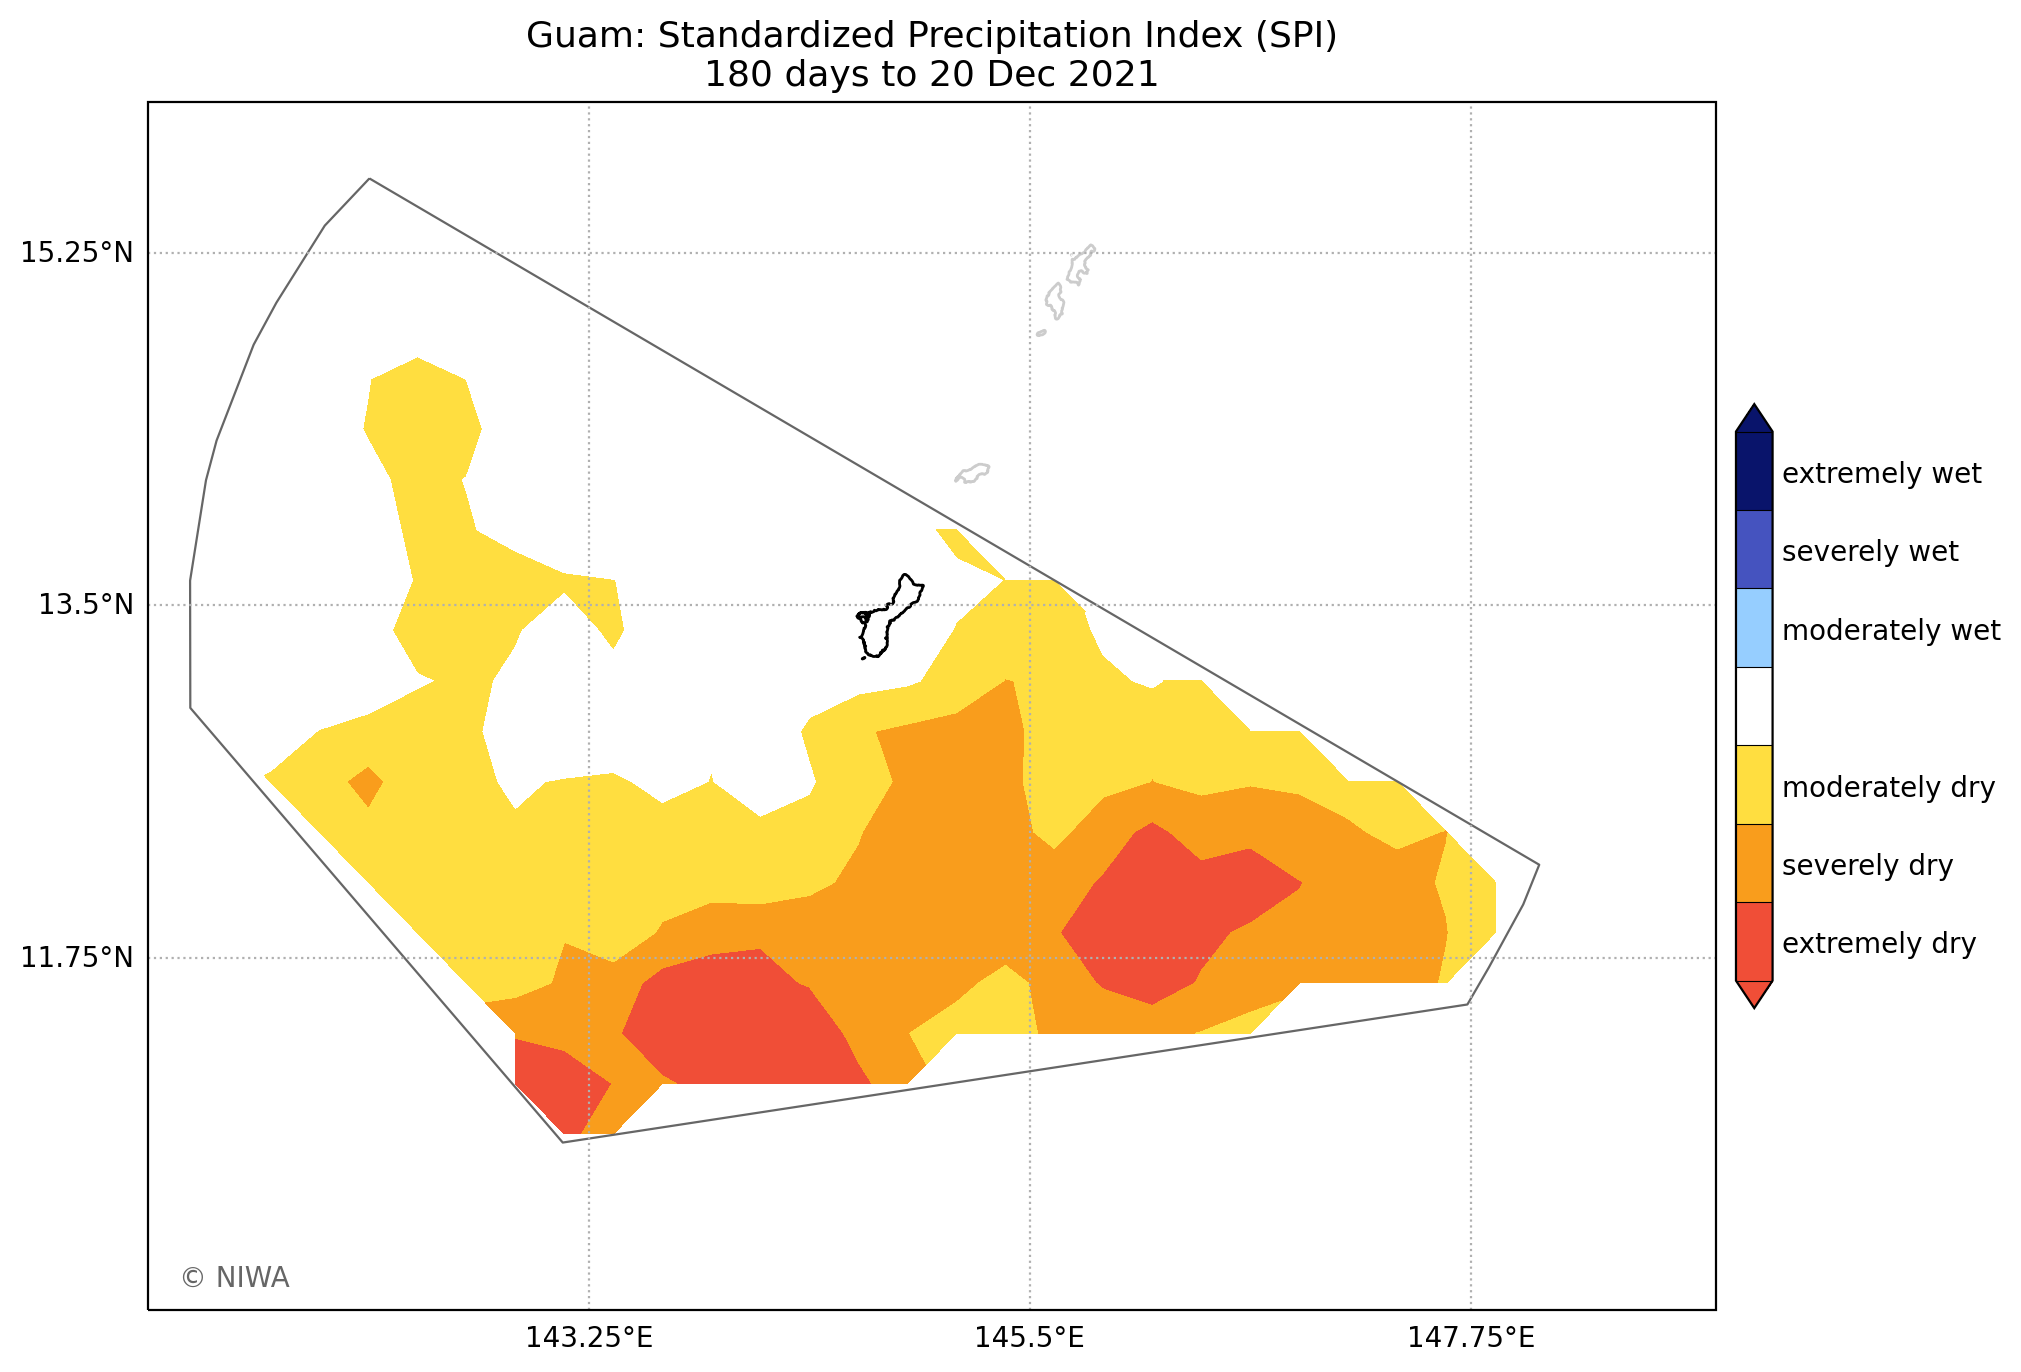 Guam: Standardized Precipitation Index (SPI)
180 days to 20 Dec 2021
15.25°N
13.5°N
11.75°N
143.25°E
145.5°E
147.75°E
extremely wet
severely wet
moderately wet
moderately dry
severely dry
extremely dry
© NIWA